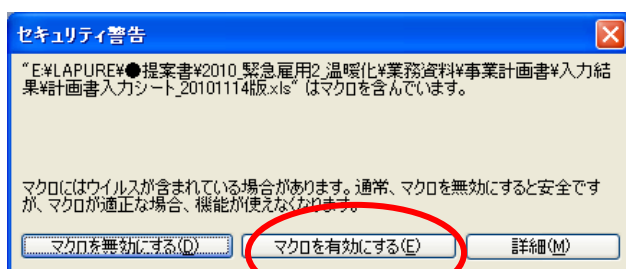 セキュリティ警告
"E:¥LAPURE¥●提案書¥2010_緊急雇用2_温暖化¥業務資料¥事業計画書¥入力結
果¥計画書入力シート_20101114版.xls" はマクロを含んでいます。
マクロにはウイルスが含まれている場合があります。通常、マクロを無効にすると安全です
が、マクロが適正な場合、機能が使えなくなります。
マクロを無効にする(D)
マクロを有効にする(E)
詳細(M)